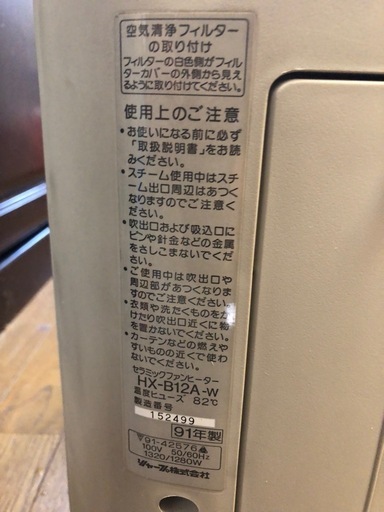 空気清浄フィルター
の取り付け
フィルターの白色側がフィル
ターカバーの外側から見え
るように取り付けてください。
使用上のご注意
•お使いになる前に必ず
「取扱説明書」をお読
みください。
•スチーム使用中はスチ
ーム出口周辺はあつく
なりますのでご注意く
ださい。
•吹出口および吸込口に
ピンや針金などの金属
をさしこまないでくだ
さい。
•ご使用中は吹出口や
周辺部があつくなりま
すのでご注意ください。
•衣類や洗たくものをか
けたり吹出口近くに物
を置かないでください。
•カーテンなどの燃えや
すいものの近くで使わ
ないでください。
セラミックファンヒーター
HX-B12A-W
温度ヒューズ 82℃
製造番号
152499
91年製
91-42576
100V 50/60Hz
1320/1280W
シャープ株式会社